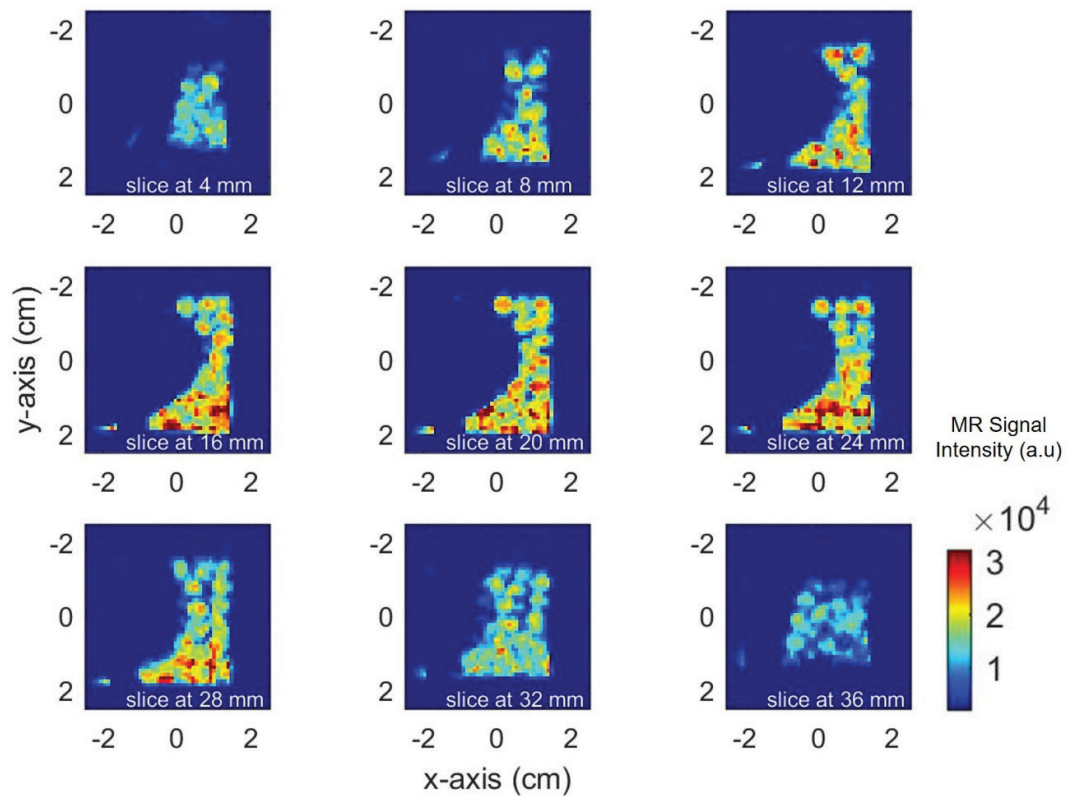 -2
0
2
slice at 4 mm
-2 0 2
slice at 8 mm
-2
0
2
-2 0 2
slice at 12 mm
-2
0
2
-2 0 2
y-axis (cm)
-2
0
2
slice at 16 mm
-2 0 2
-2
0
2
slice at 20 mm
-2 0 2
-2
0
2
slice at 24 mm
-2 0 2
MR Signal
Intensity (a.u)
× 10⁴
3
2
1
-2
0
2
slice at 28 mm
-2 0 2
-2
0
2
slice at 32 mm
-2 0 2
-2
0
2
slice at 36 mm
-2 0 2
x-axis (cm)